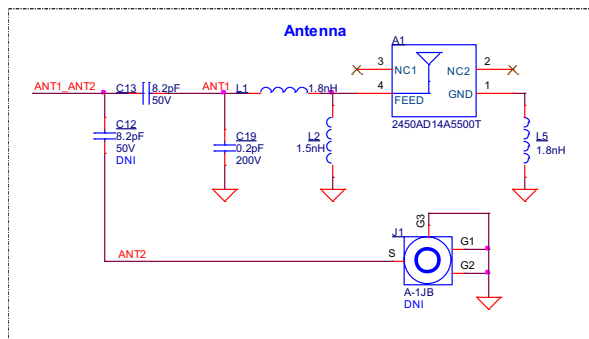 Antenna
A1
3
NC1
NC2
2
ANT1_ANT2
C13
8.2pF
50V
ANT1
L1
1.8nH
4
FEED
GND
1
2450AD14A5500T
C12
8.2pF
50V
DNI
C19
0.2pF
200V
L2
1.5nH
L5
1.8nH
G3
J1
G1
G2
S
ANT2
A-1JB
DNI